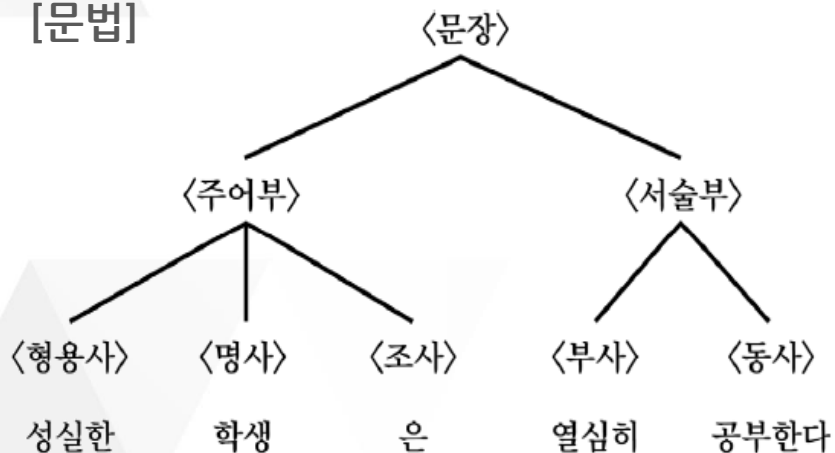 [문법]
〈문장〉
〈주어부〉 〈서술부〉
〈형용사〉 〈명사〉 〈조사〉 〈부사〉 〈동사〉
성실한 학생 은 열심히 공부한다